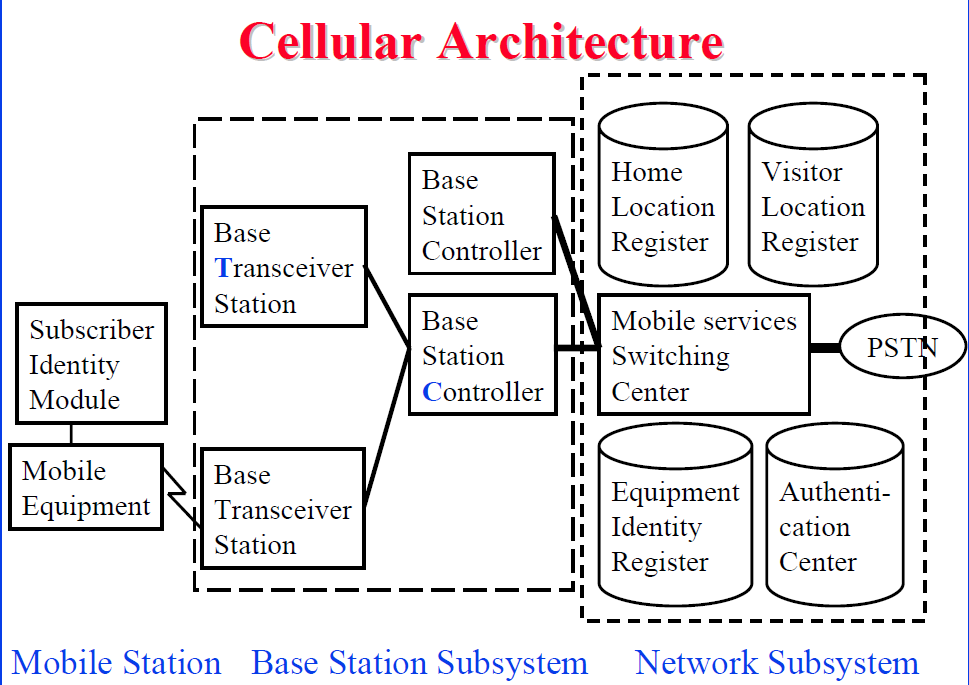 Cellular Architecture
Subscriber
Identity
Module
Mobile
Equipment
Base
Transceiver
Station
Base
Transceiver
Station
Base
Station
Controller
Base
Station
Controller
Home
Location
Register
Visitor
Location
Register
Mobile services
Switching
Center
PSTN
Equipment
Identity
Register
Authenti-
cation
Center
Mobile Station
Base Station Subsystem
Network Subsystem